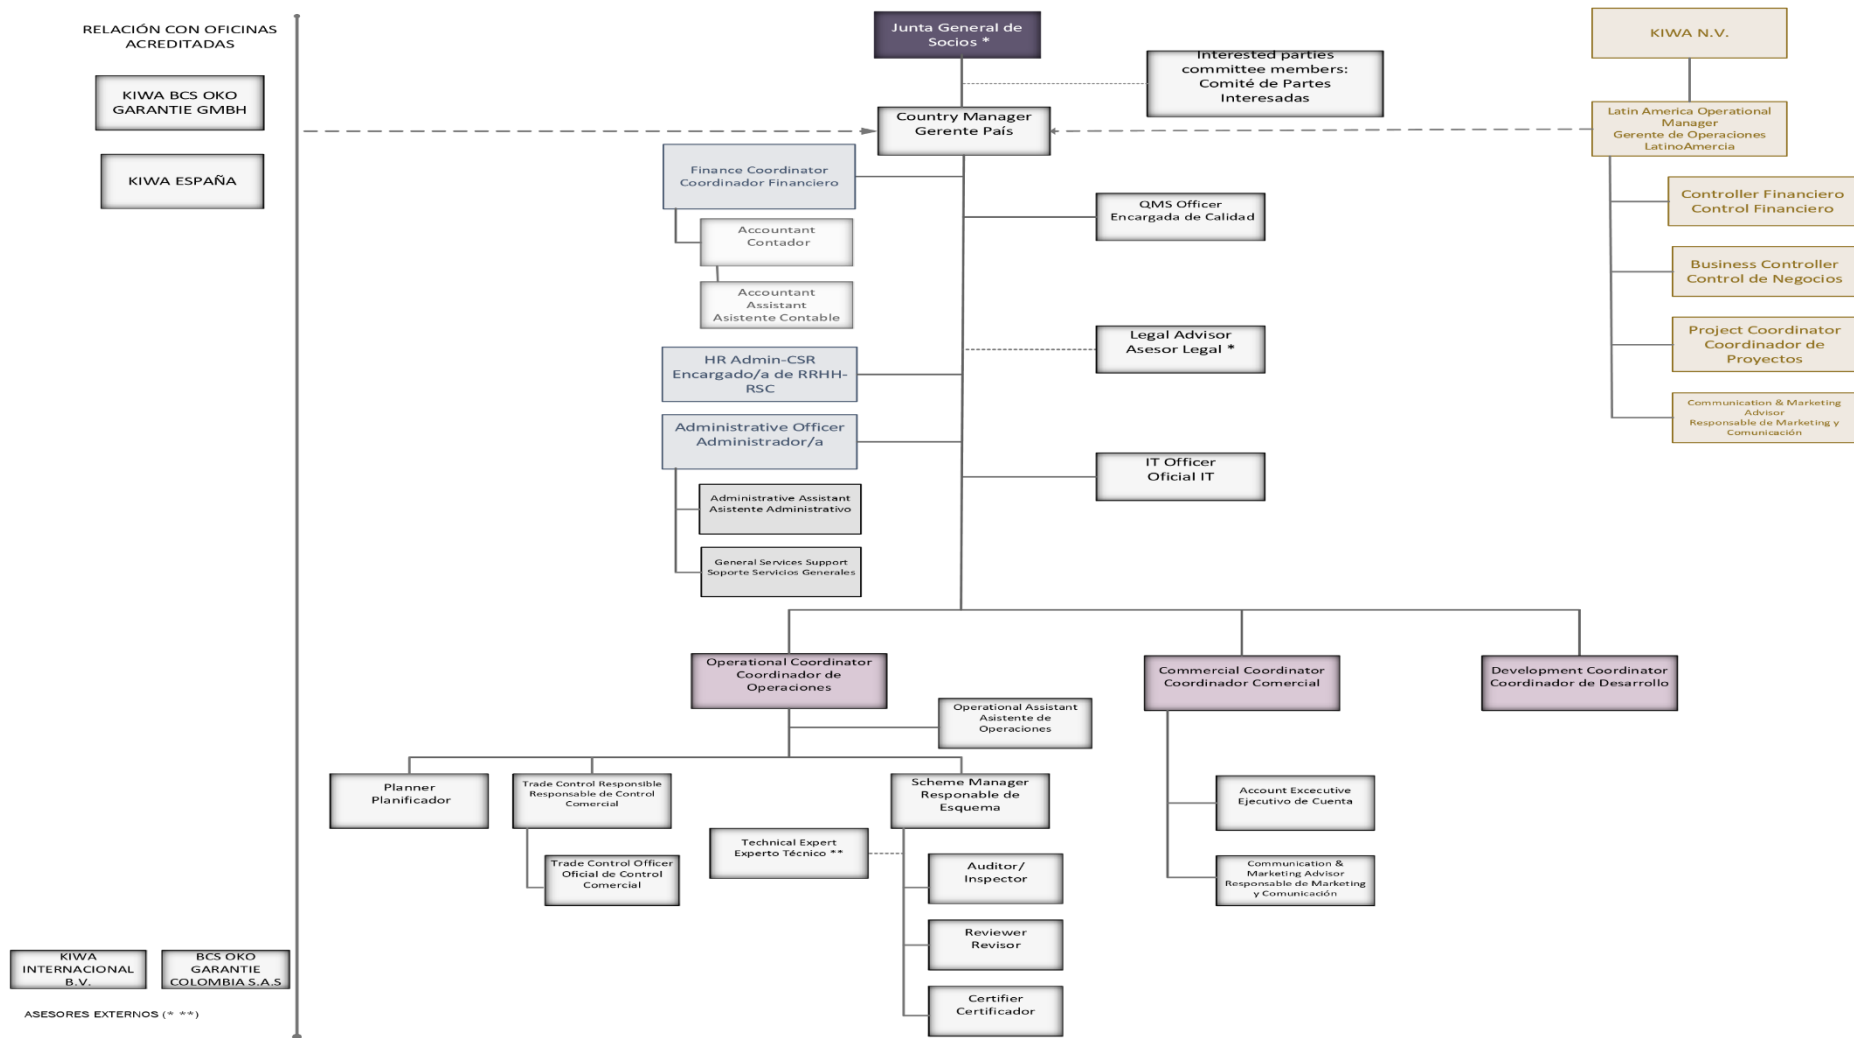 RELACIÓN CON OFICINAS
ACREDITADAS
KIWA BCS OKO
GARANTIE GMBH
KIWA ESPAÑA
Junta General de
Socios *
Interested parties
committee members:
Comité de Partes
Interesadas
Country Manager
Gerente País
KIWA N.V.
Latin America Operational
Manager
Gerente de Operaciones
LatinoAmercia
Controller Financiero
Control Financiero
Business Controller
Control de Negocios
Project Coordinator
Coordinador de
Proyectos
Communication & Marketing
Advisor
Responsable de Marketing y
Comunicación
Finance Coordinator
Coordinador Financiero
Accountant
Contador
Accountant
Assistant
Asistente Contable
QMS Officer
Encargada de Calidad
Legal Advisor
Asesor Legal *
HR Admin-CSR
Encargado/a de RRHH-
RSC
Administrative Officer
Administrador/a
IT Officer
Oficial IT
Administrative Assistant
Asistente Administrativo
General Services Support
Soporte Servicios Generales
Operational Coordinator
Coordinador de
Operaciones
Commercial Coordinator
Coordinador Comercial
Development Coordinator
Coordinador de Desarrollo
Operational Assistant
Asistente de
Operaciones
Planner
Planificador
Trade Control Responsible
Responsable de Control
Comercial
Scheme Manager
Responable de
Esquema
Trade Control Officer
Oficial de Control
Comercial
Technical Expert
Experto Técnico **
Auditor/
Inspector
Reviewer
Revisor
Certifier
Certificador
Account Excecutive
Ejecutivo de Cuenta
Communication &
Marketing Advisor
Responsable de Marketing
y Comunicación
KIWA
INTERNACIONAL
B.V.
BCS OKO
GARANTIE
COLOMBIA S.A.S
ASESORES EXTERNOS (* **)